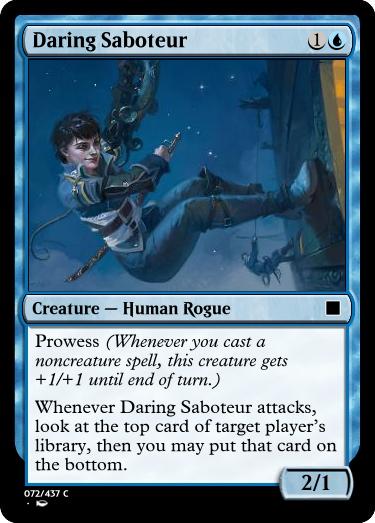 Daring Saboteur 1
Creature — Human Rogue
Prowess (Whenever you cast a
noncreature spell, this creature gets
+1/+1 until end of turn.)
Whenever Daring Saboteur attacks,
look at the top card of target player's
library, then you may put that card on
the bottom.
2/1
072/437 C